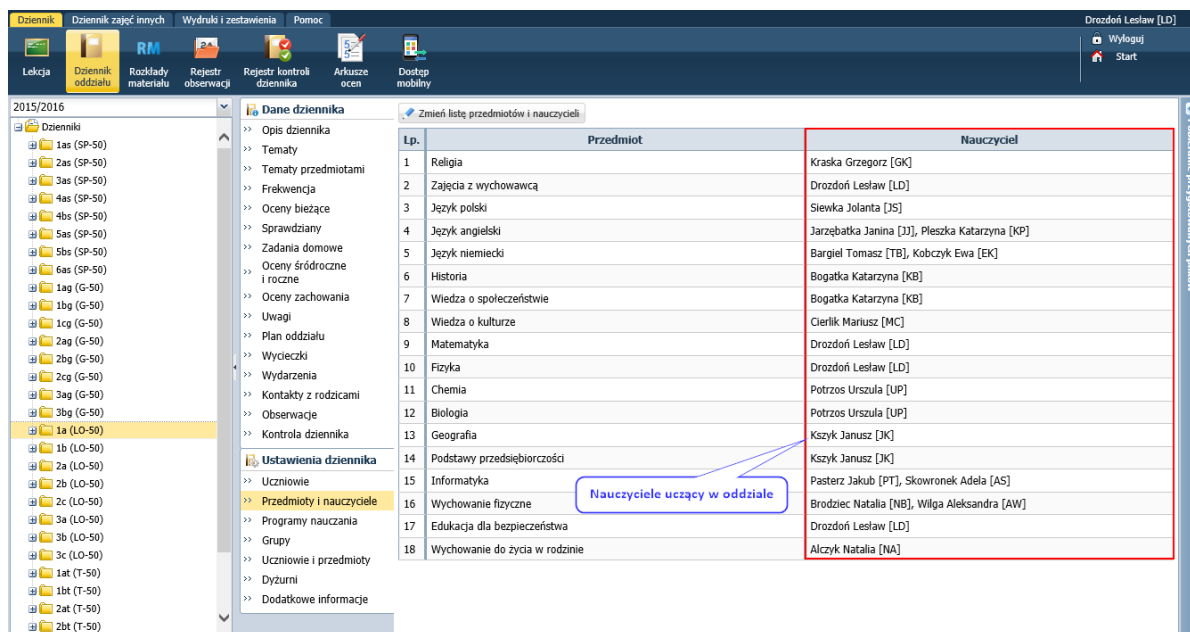 Dziennik Dziennik zajęć innych Wydruki i zestawienia Pomoc Drozdoń Lesław [LD]
Lekcja
Dziennik oddziału
RM
Rozkłady materiału
Rejestr obserwacji
Rejestr kontroli dziennika
Arkusze ocen
Dostęp mobilny
Wyloguj
Start
2015/2016
Dzienniki
1as (SP-50)
2as (SP-50)
3as (SP-50)
4as (SP-50)
4bs (SP-50)
5as (SP-50)
5bs (SP-50)
6as (SP-50)
1ag (G-50)
1bg (G-50)
1cg (G-50)
2ag (G-50)
2bg (G-50)
2cg (G-50)
3ag (G-50)
3bg (G-50)
1a (LO-50)
1b (LO-50)
2a (LO-50)
2b (LO-50)
2c (LO-50)
3a (LO-50)
3b (LO-50)
3c (LO-50)
1at (T-50)
1bt (T-50)
2at (T-50)
2bt (T-50)
Dane dziennika
Opis dziennika
Tematy
Tematy przedmiotami
Frekwencja
Oceny bieżące
Sprawdziany
Zadania domowe
Oceny śródroczne
i roczne
Oceny zachowania
Uwagi
Plan oddziału
Wycieczki
Wydarzenia
Kontakty z rodzicami
Obserwacje
Kontrola dziennika
Ustawienia dziennika
Uczniowie
Przedmioty i nauczyciele
Programy nauczania
Grupy
Uczniowie i przedmioty
Dyżurni
Dodatkowe informacje
Zmień listę przedmiotów i nauczycieli
Lp. Przedmiot Nauczyciel
1 Religia Kraska Grzegorz [GK]
2 Zajęcia z wychowawcą Drozdoń Lesław [LD]
3 Język polski Siewka Jolanta [JS]
4 Język angielski Jarzębatka Janina [JJ], Pleszka Katarzyna [KP]
5 Język niemiecki Bargiel Tomasz [TB], Kobczyk Ewa [EK]
6 Historia Bogatka Katarzyna [KB]
7 Wiedza o społeczeństwie Bogatka Katarzyna [KB]
8 Wiedza o kulturze Cierlik Mariusz [MC]
9 Matematyka Drozdoń Lesław [LD]
10 Fizyka Drozdoń Lesław [LD]
11 Chemia Potrzos Urszula [UP]
12 Biologia Potrzos Urszula [UP]
13 Geografia Kszyk Janusz [JK]
14 Podstawy przedsiębiorczości Kszyk Janusz [JK]
15 Informatyka Pasterz Jakub [PT], Skowronek Adela [AS]
16 Wychowanie fizyczne Brodziec Natalia [NB], Wilga Aleksandra [AW]
17 Edukacja dla bezpieczeństwa Drozdoń Lesław [LD]
18 Wychowanie do życia w rodzinie Alczyk Natalia [NA]
Nauczyciele uczący w oddziale